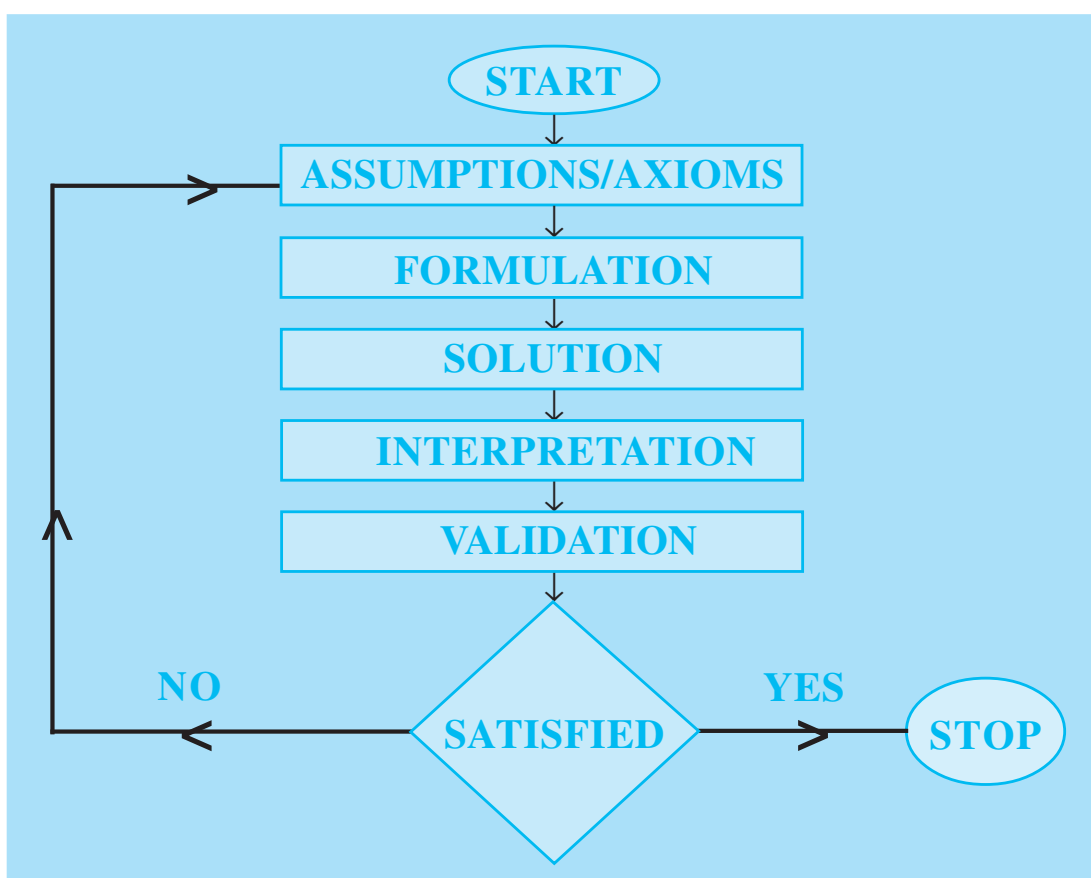 START
ASSUMPTIONS/AXIOMS
FORMULATION
SOLUTION
INTERPRETATION
VALIDATION
NO
YES
SATISFIED
STOP